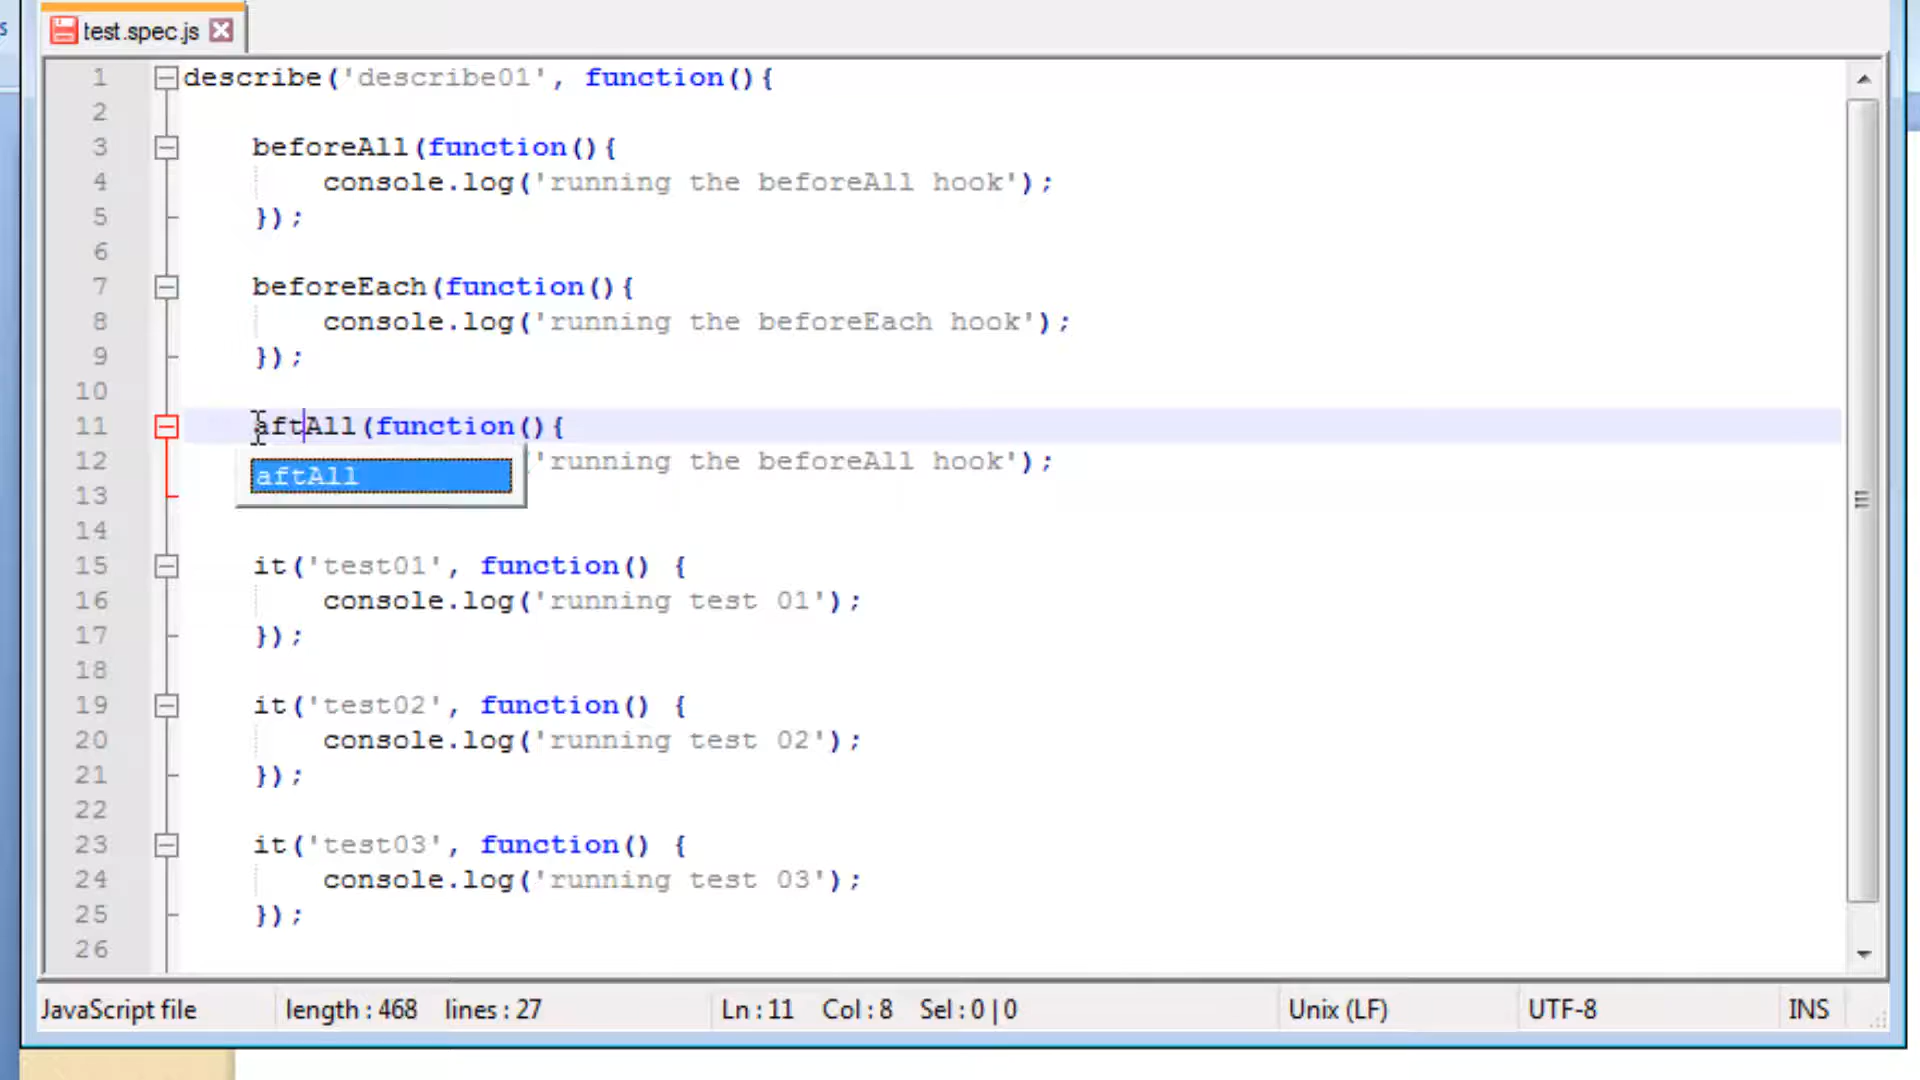 s
test.spec.js
1 describe('describe01', function(){
2
3 beforeAll(function(){
4 console.log('running the beforeAll hook');
5 });
6
7 beforeEach(function(){
8 console.log('running the beforeEach hook');
9 });
10
11 aftAll(function(){
12 'running the beforeAll hook');
aftAll
13
14
15 it('test01', function() {
16 console.log('running test 01');
17 });
18
19 it('test02', function() {
20 console.log('running test 02');
21 });
22
23 it('test03', function() {
24 console.log('running test 03');
25 });
26
JavaScript file length : 468 lines : 27 Ln : 11 Col : 8 Sel : 0 | 0 Unix (LF) UTF-8 INS